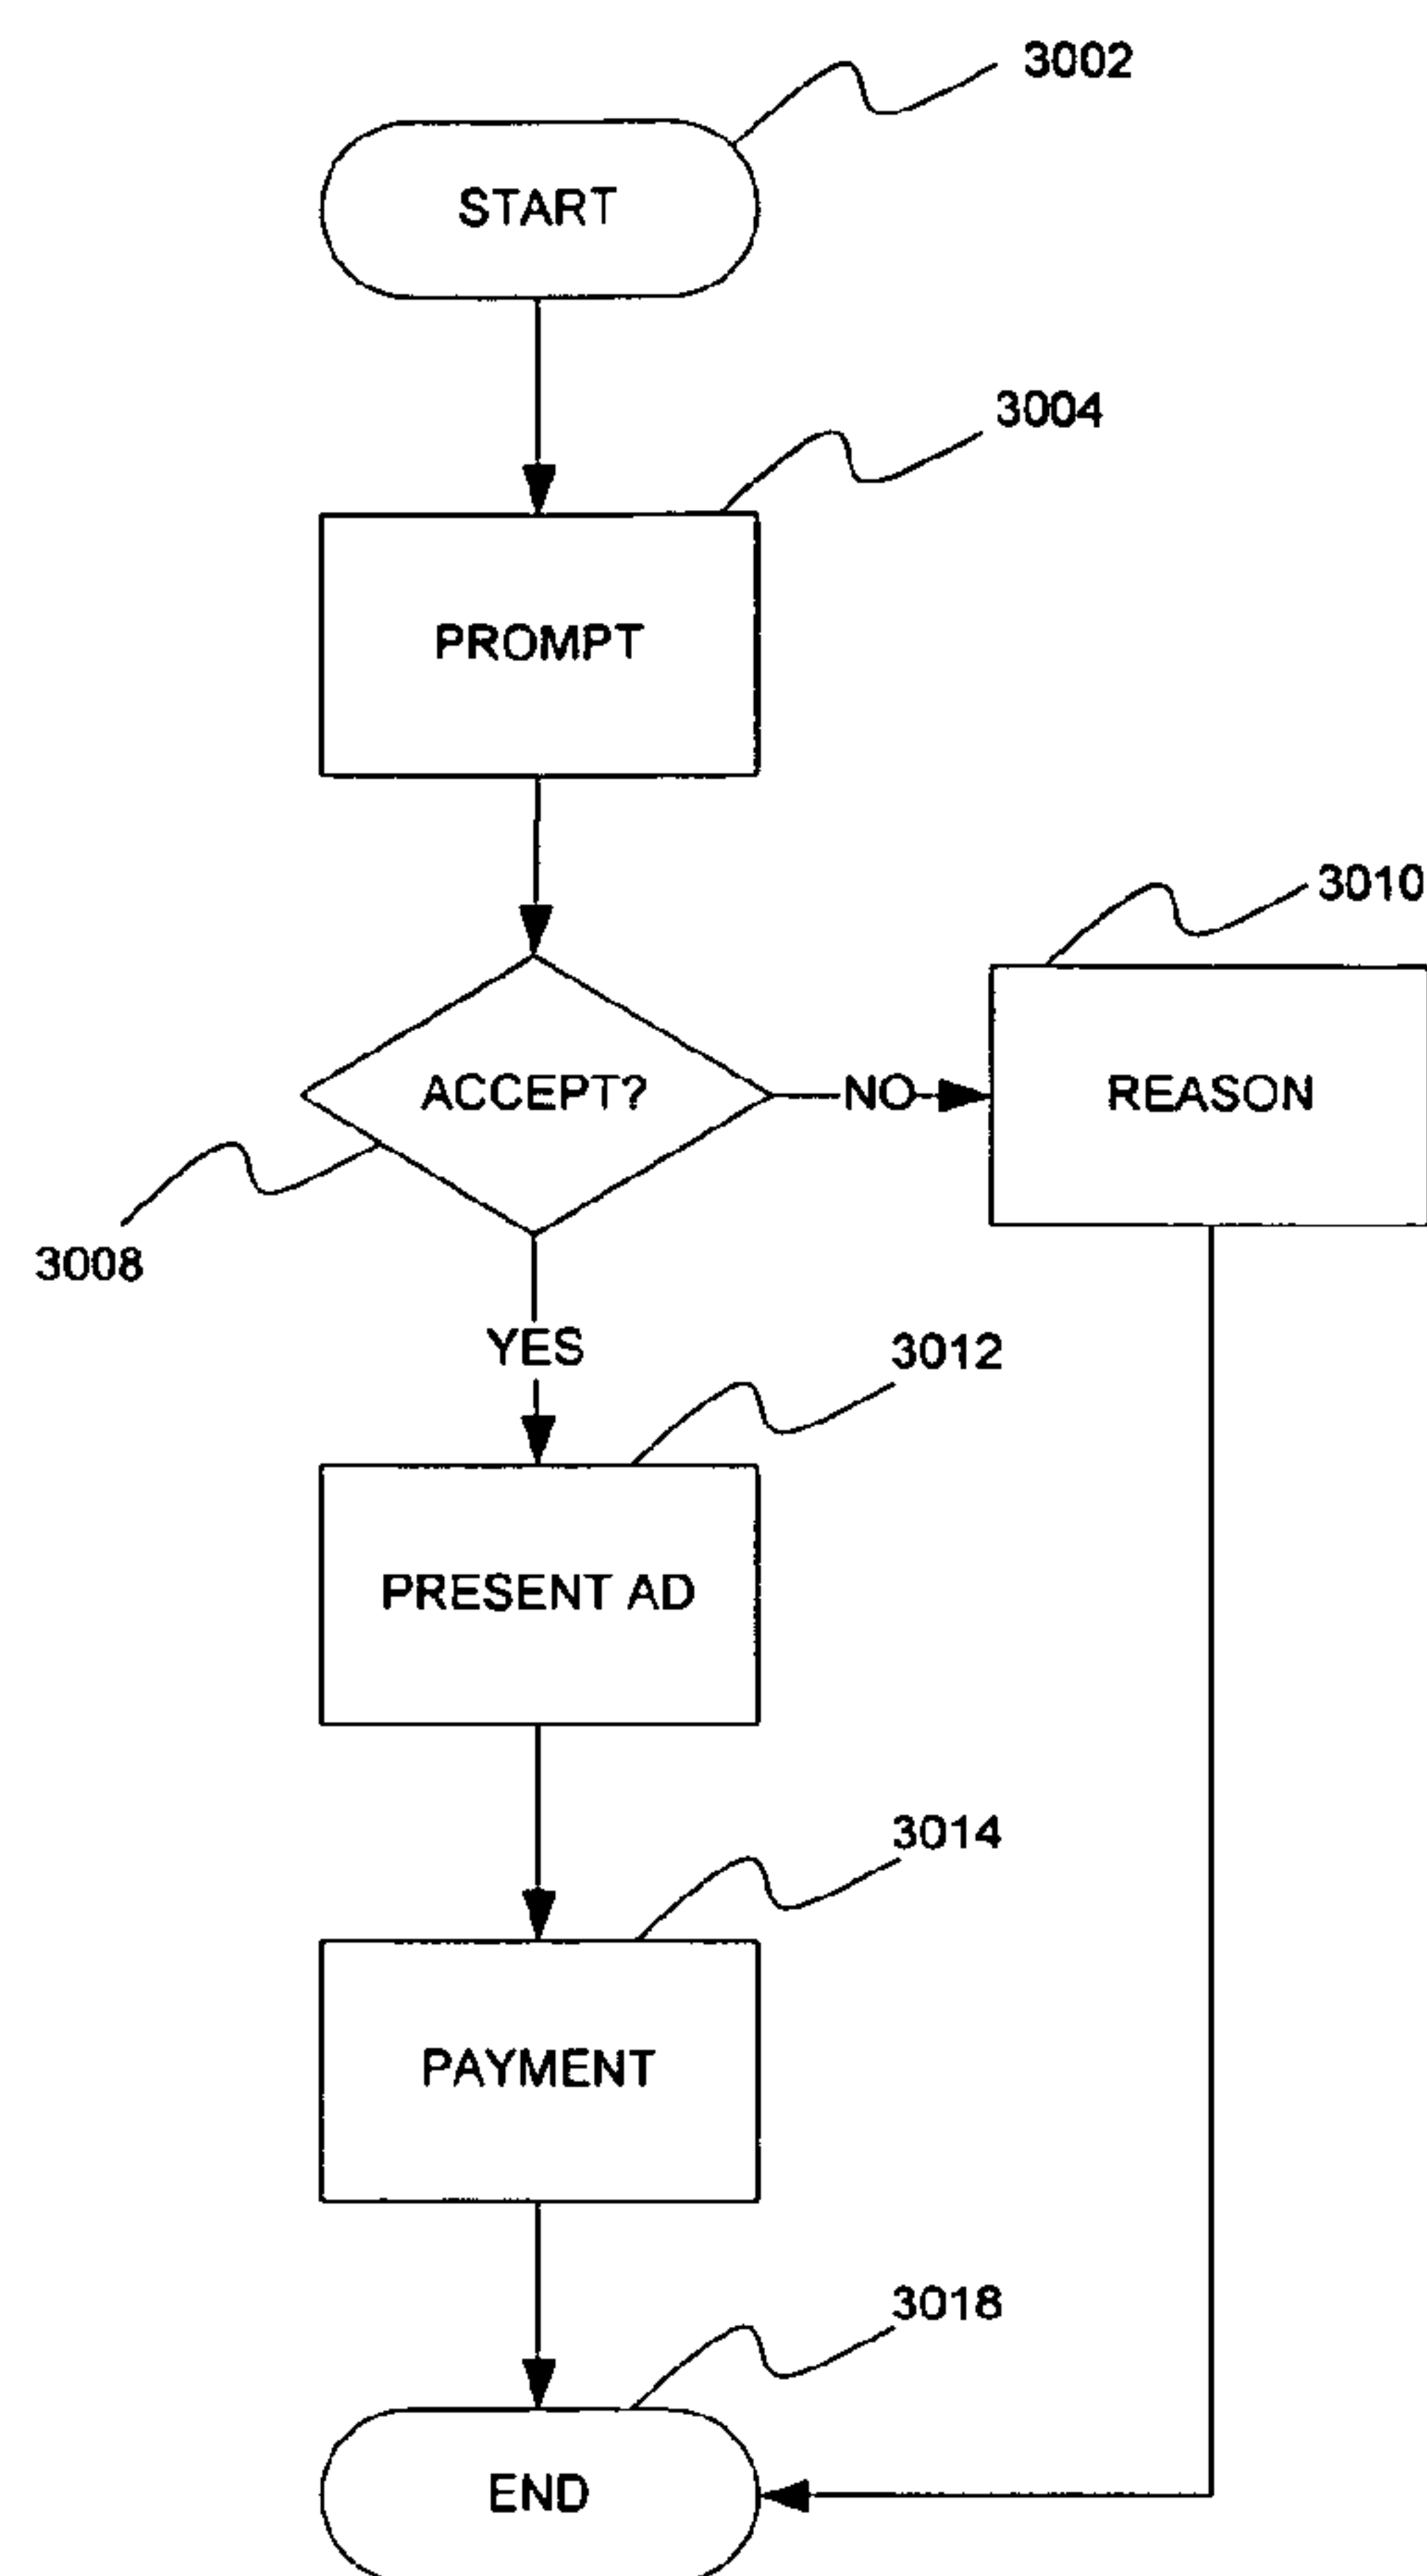 3002
START
3004
PROMPT
3010
ACCEPT?
NO
REASON
3008
YES
3012
PRESENT AD
3014
PAYMENT
3018
END